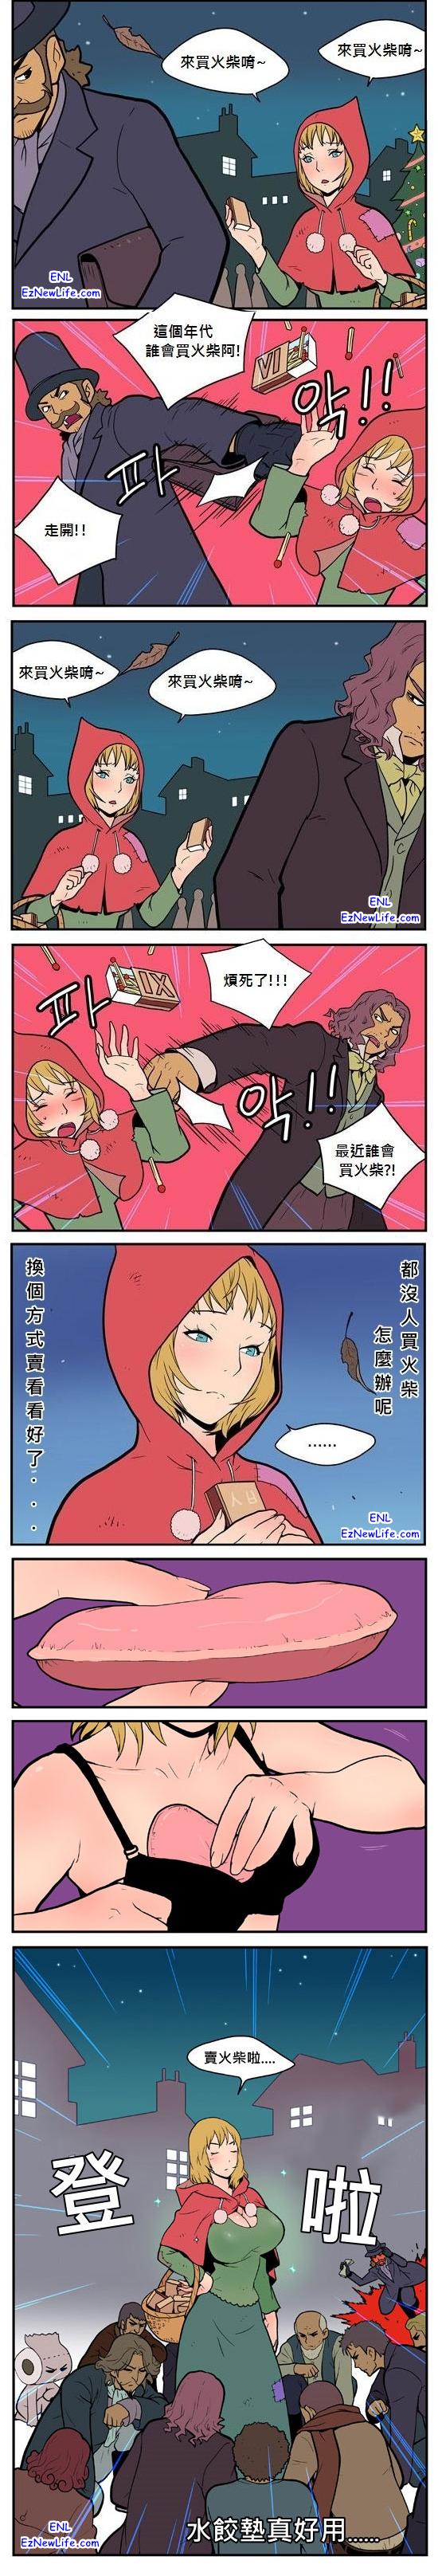 來買火柴唷~
來買火柴唷~
ENL
EzNewLife.com
這個年代
誰會買火柴阿!
VI
악!!
파
走開!!
來買火柴唷~
來買火柴唷~
ENL
EzNewLife.com
煩死了!!!
IX
파
악!!
最近誰會
買火柴?!
都沒人買火柴
怎麼辦呢
......
換個方式賣看看好了....
ENL
EzNewLife.com
賣火柴啦....
登啦
ENL
EzNewLife.com
水餃墊真好用......